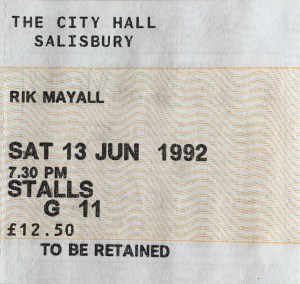 THE CITY HALL
SALISBURY
RIK MAYALL
SAT 13 JUN 1992
7.30 PM
STALLS
G 11
£12.50
TO BE RETAINED